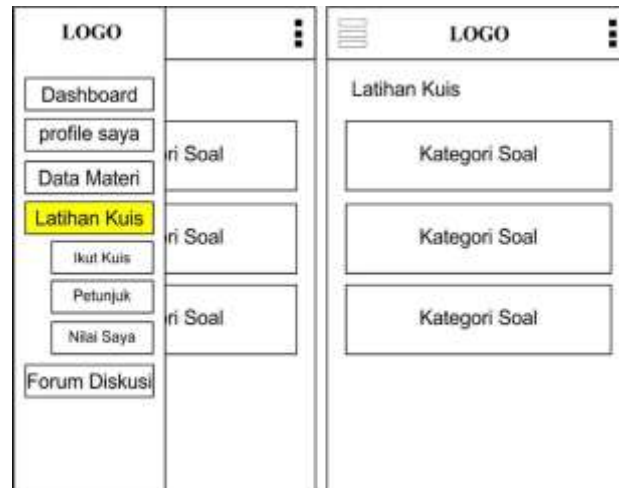 LOGO
Dashboard
profile saya
Data Materi
Latihan Kuis
Ikut Kuis
Petunjuk
Nilai Saya
Forum Diskusi
ri Soal
ri Soal
ri Soal
LOGO
Latihan Kuis
Kategori Soal
Kategori Soal
Kategori Soal